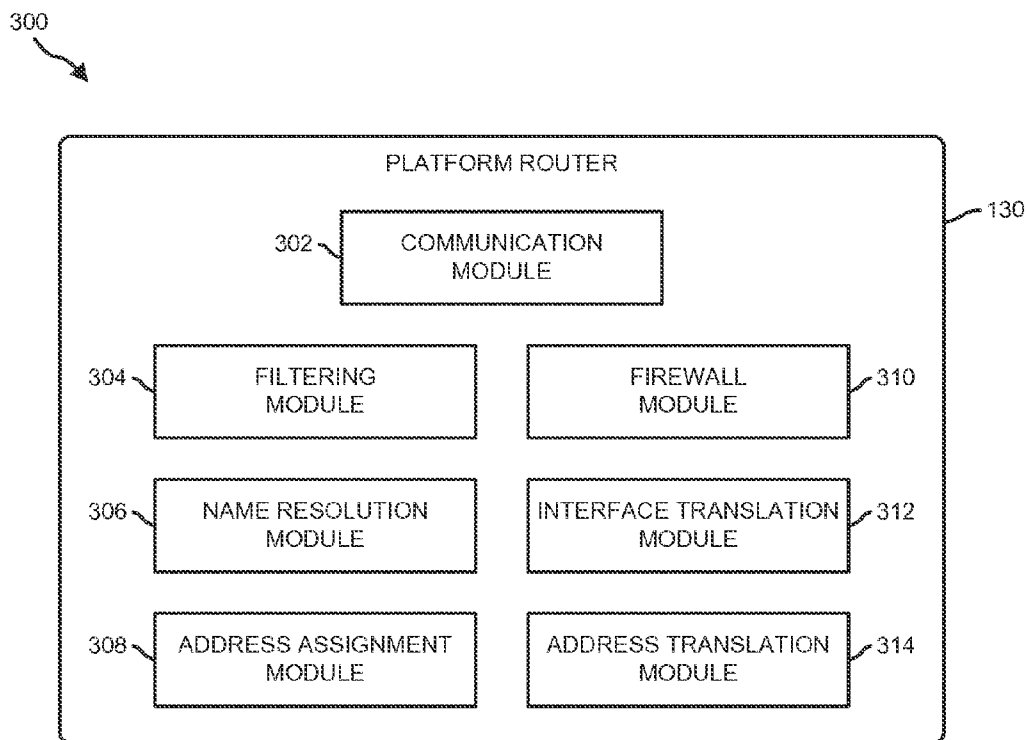 300
PLATFORM ROUTER
130
302
COMMUNICATION
MODULE
304
FILTERING
MODULE
FIREWALL
MODULE
310
306
NAME RESOLUTION
MODULE
INTERFACE TRANSLATION
MODULE
312
308
ADDRESS ASSIGNMENT
MODULE
ADDRESS TRANSLATION
MODULE
314